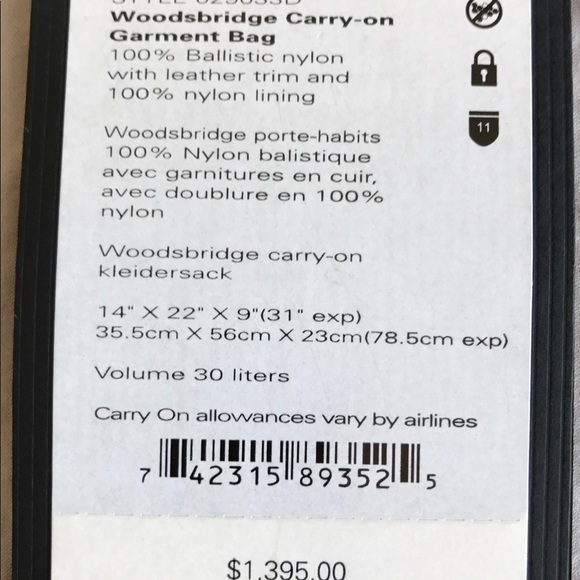 Woodsbridge Carry-on
Garment Bag
100% Ballistic nylon
with leather trim and
100% nylon lining
11
Woodsbridge porte-habits
100% Nylon balistique
avec garnitures en cuir,
avec doublure en 100%
nylon
Woodsbridge carry-on
kleidersack
14" X 22" X 9"(31" exp)
35.5cm X 56cm X 23cm(78.5cm exp)
Volume 30 liters
Carry On allowances vary by airlines
7 42315 89352 5
$1,395.00